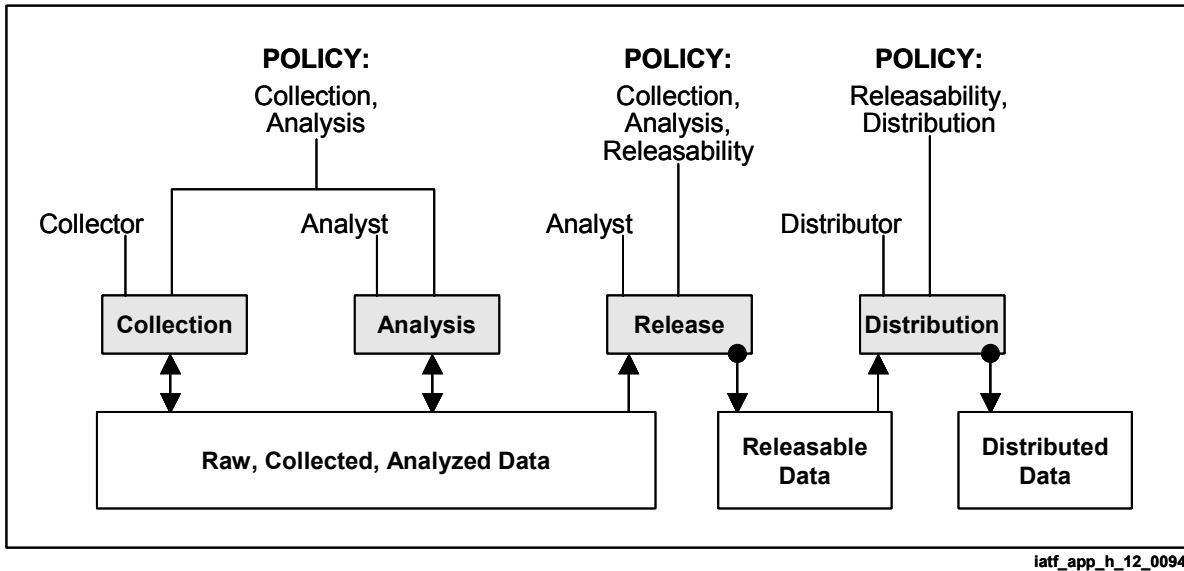 POLICY:
Collection,
Analysis
POLICY:
Collection,
Analysis,
Releasability
POLICY:
Releasability,
Distribution
Collector
Analyst
Analyst
Distributor
Collection
Analysis
Release
Distribution
Raw, Collected, Analyzed Data
Releasable
Data
Distributed
Data
iatf_app_h_12_0094